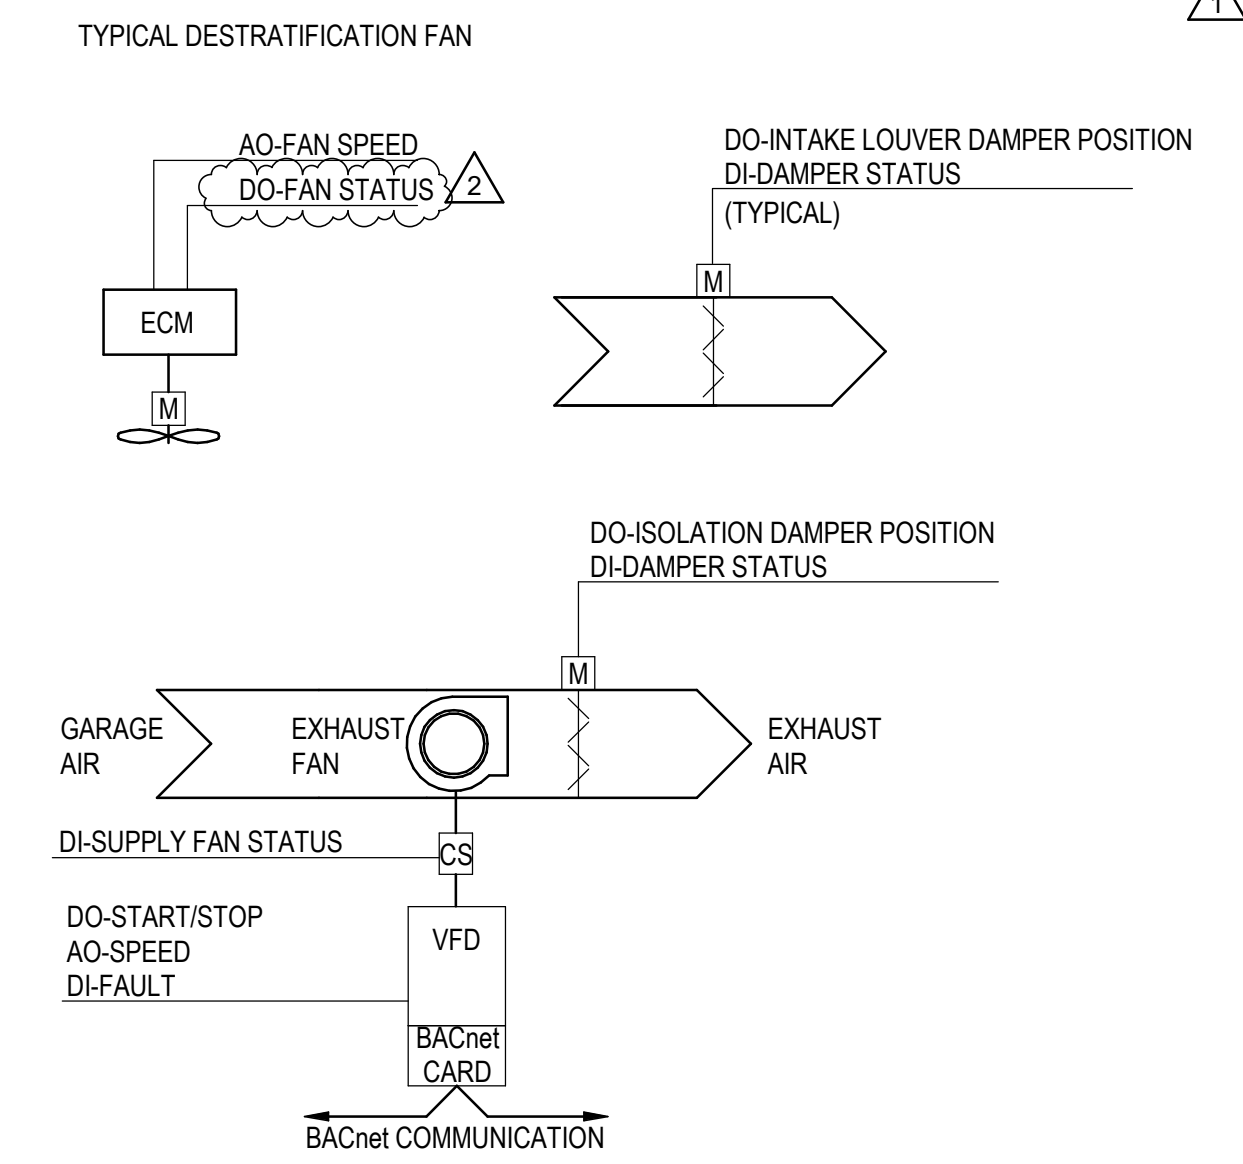 1
TYPICAL DESTRATIFICATION FAN
AO-FAN SPEED
DO-FAN STATUS
2
ECM
M
DO-INTAKE LOUVER DAMPER POSITION
DI-DAMPER STATUS
(TYPICAL)
M
DO-ISOLATION DAMPER POSITION
DI-DAMPER STATUS
M
GARAGE
AIR
EXHAUST
FAN
EXHAUST
AIR
DI-SUPPLY FAN STATUS
CS
DO-START/STOP
AO-SPEED
DI-FAULT
VFD
BACnet
CARD
BACnet COMMUNICATION